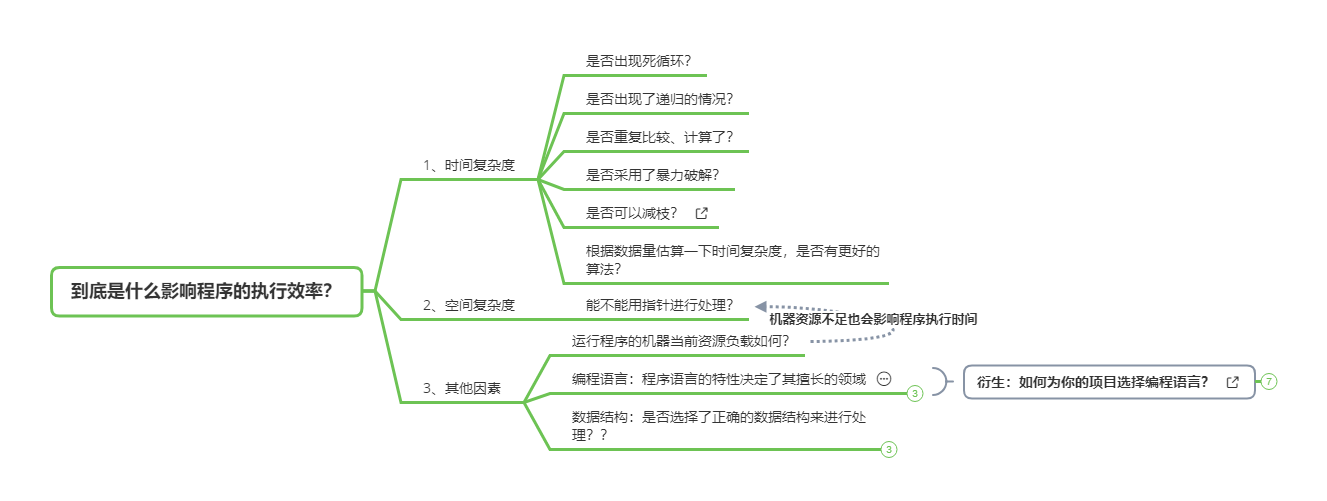 是否出现死循环？
是否出现了递归的情况？
是否重复比较、计算了？
1、时间复杂度
是否采用了暴力破解？
是否可以减枝？
根据数据量估算一下时间复杂度，是否有更好的
算法？
到底是什么影响程序的执行效率？
2、空间复杂度
能不能用指针进行处理？
机器资源不足也会影响程序执行时间
运行程序的机器当前资源负载如何？
3、其他因素
编程语言：程序语言的特性决定了其擅长的领域
3
衍生：如何为你的项目选择编程语言？
7
数据结构：是否选择了正确的数据结构来进行处
理？？
3